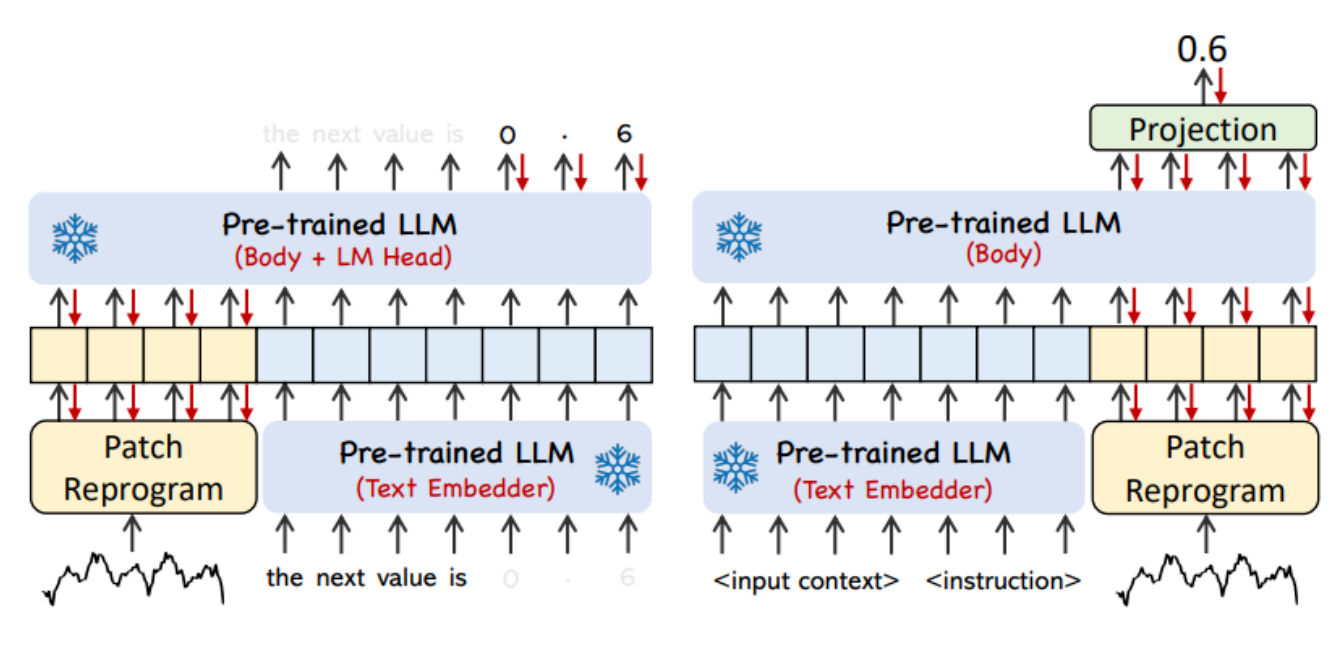 the next value is 0 . 6
Pre-trained LLM
(Body + LM Head)
Patch
Reprogram
Pre-trained LLM
(Text Embedder)
the next value is 0 . 6
0.6
Projection
Pre-trained LLM
(Body)
Pre-trained LLM
(Text Embedder)
Patch
Reprogram
<input context> <instruction>